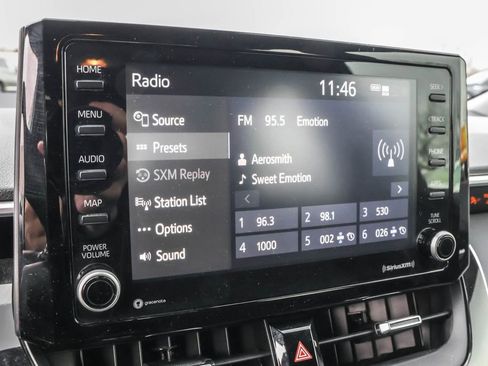 HOME
MENU
AUDIO
MAP
POWER
VOLUME
Radio
11:46
Source
Presets
SXM Replay
Station List
Options
Sound
FM 95.5 Emotion
Aerosmith
Sweet Emotion
1 96.3
2 98.1
3 530
4 1000
5 002
6 026
SEEK >
< TRACK
PHONE
TUNE
SCROLL
gracenote
SiriusXM